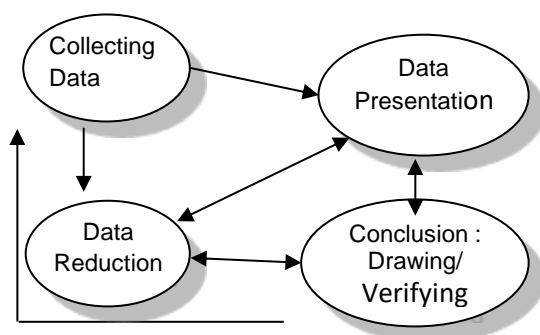 Collecting
Data
Data
Presentation
Data
Reduction
Conclusion :
Drawing/
Verifying